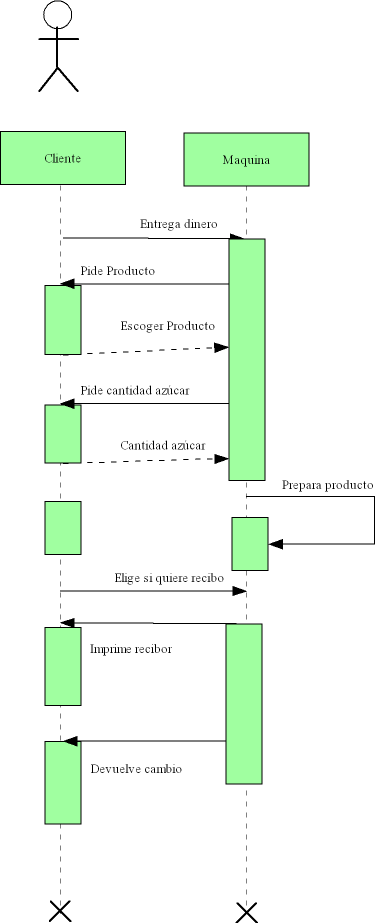 Cliente
Maquina
Entrega dinero
Pide Producto
Escoger Producto
Pide cantidad azúcar
Cantidad azúcar
Prepara producto
Elige si quiere recibo
Imprime recibor
Devuelve cambio